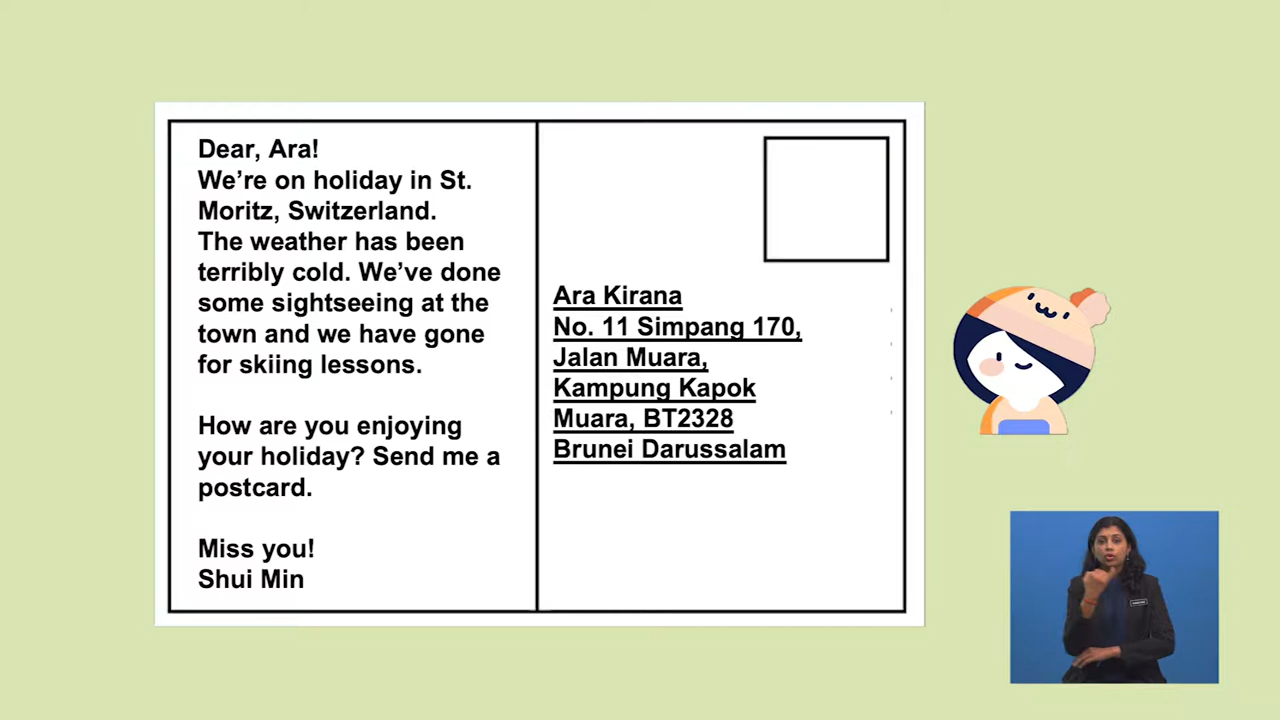 Dear, Ara!
We’re on holiday in St.
Moritz, Switzerland.
The weather has been
terribly cold. We’ve done
some sightseeing at the
town and we have gone
for skiing lessons.
How are you enjoying
your holiday? Send me a
postcard.
Miss you!
Shui Min
Ara Kirana
No. 11 Simpang 170,
Jalan Muara,
Kampung Kapok
Muara, BT2328
Brunei Darussalam